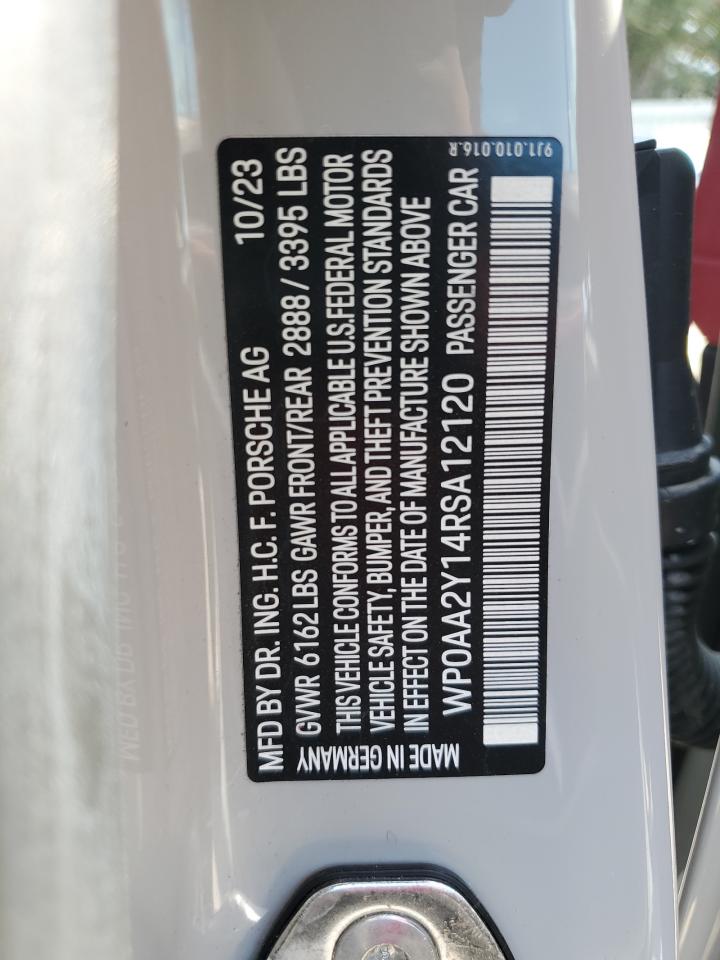 MFD BY DR. ING. H.C. F. PORSCHE AG 10/23
GVWR 6162 LBS GAWR FRONT/REAR 2888 / 3395 LBS
THIS VEHICLE CONFORMS TO ALL APPLICABLE U.S. FEDERAL MOTOR
VEHICLE SAFETY, BUMPER, AND THEFT PREVENTION STANDARDS
IN EFFECT ON THE DATE OF MANUFACTURE SHOWN ABOVE
MADE IN GERMANY WP0AA2Y14RSA12120 PASSENGER CAR
9J1.010.016.R